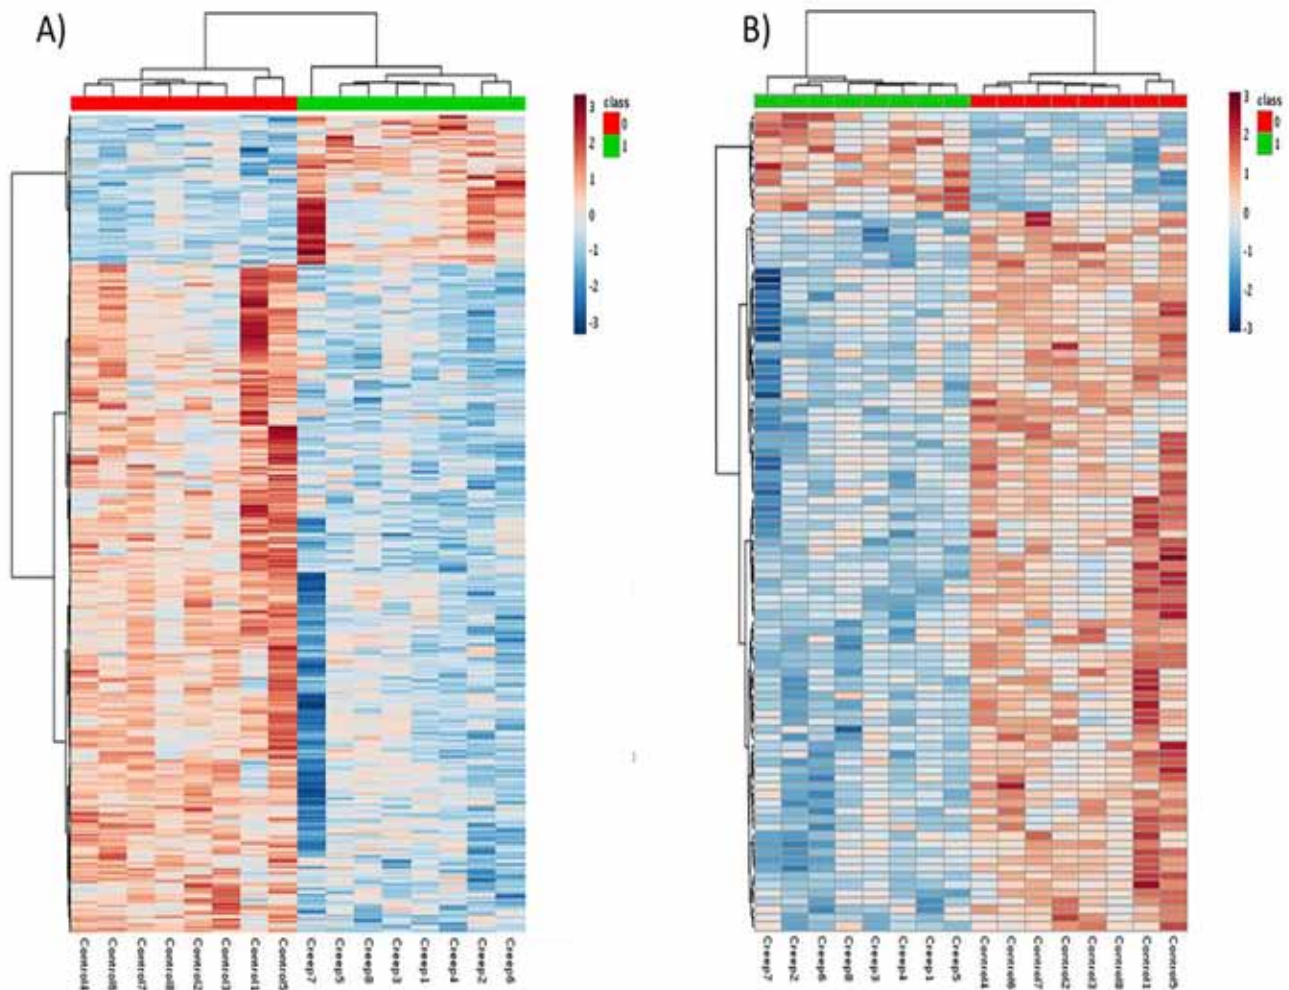 A)
class
0
1
3
2
1
0
-1
-2
-3
Control4
Control6
Control7
Control8
Control2
Control3
Control1
Control5
Creep7
Creep5
Creep8
Creep3
Creep1
Creep4
Creep2
Creep6
B)
class
0
1
3
2
1
0
-1
-2
-3
Creep7
Creep2
Creep6
Creep8
Creep3
Creep4
Creep1
Creep5
Control4
Control6
Control7
Control2
Control3
Control8
Control1
Control5